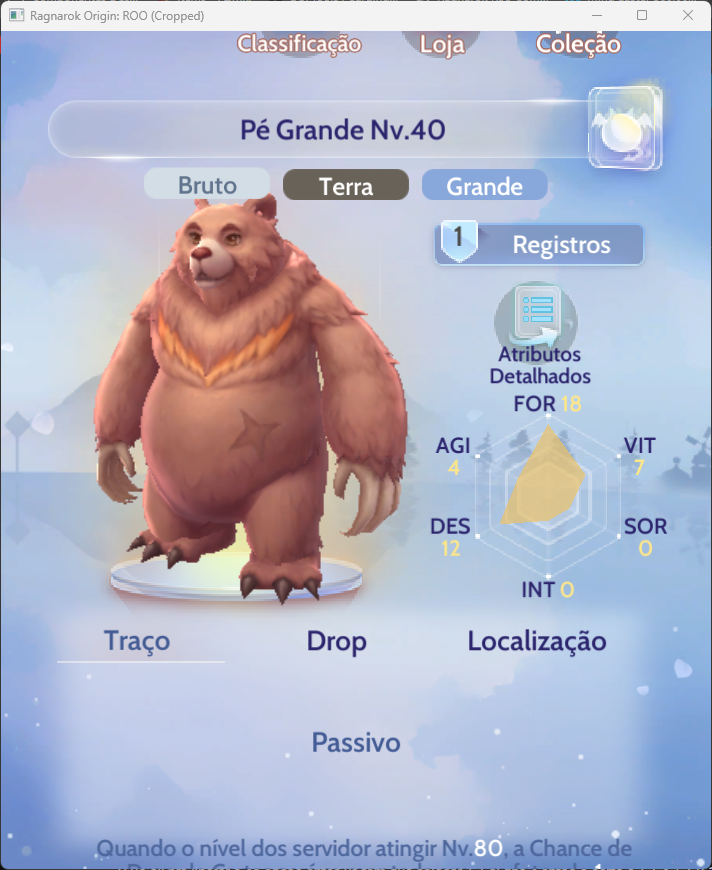 Ragnarok Origin: ROO (Cropped)
Classificação Loja Coleção
Pé Grande Nv.40
Bruto Terra Grande
1 Registros
Atributos
Detalhados
FOR 18
AGI VIT
4 7
DES SOR
12 0
INT 0
Traço Drop Localização
Passivo
Quando o nível dos servidor atingir Nv.80, a Chance de